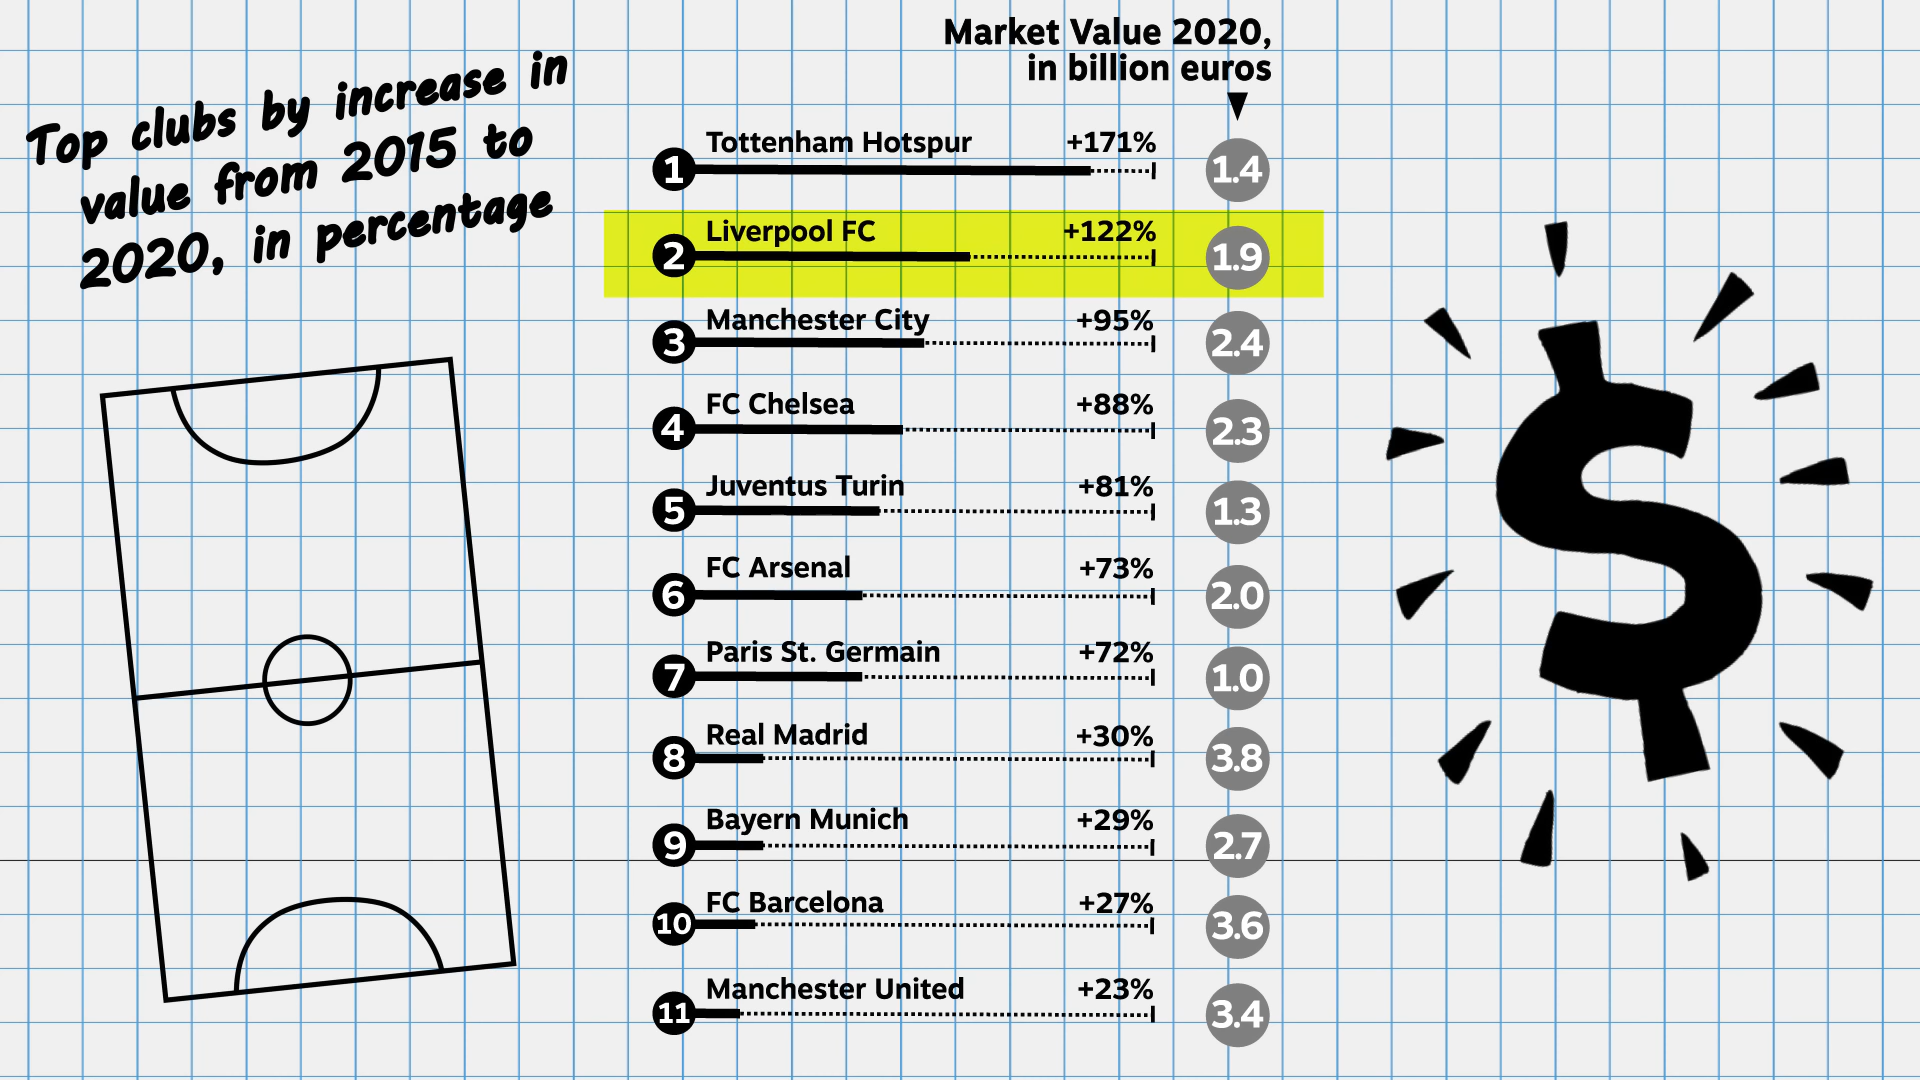 Top clubs by increase in
value from 2015 to
2020, in percentage
Market Value 2020,
in billion euros
1 Tottenham Hotspur +171% 1.4
2 Liverpool FC +122% 1.9
3 Manchester City +95% 2.4
4 FC Chelsea +88% 2.3
5 Juventus Turin +81% 1.3
6 FC Arsenal +73% 2.0
7 Paris St. Germain +72% 1.0
8 Real Madrid +30% 3.8
9 Bayern Munich +29% 2.7
10 FC Barcelona +27% 3.6
11 Manchester United +23% 3.4
$